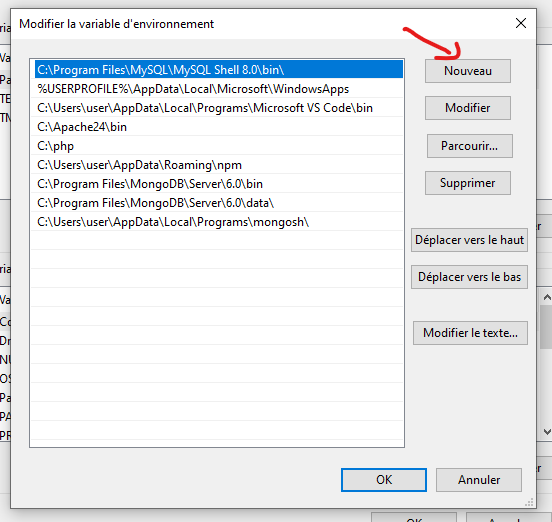 Modifier la variable d'environnement
C:\Program Files\MySQL\MySQL Shell 8.0\bin\
%USERPROFILE%\AppData\Local\Microsoft\WindowsApps
C:\Users\user\AppData\Local\Programs\Microsoft VS Code\bin
C:\Apache24\bin
C:\php
C:\Users\user\AppData\Roaming\npm
C:\Program Files\MongoDB\Server\6.0\bin
C:\Program Files\MongoDB\Server\6.0\data\
C:\Users\user\AppData\Local\Programs\mongosh\
Nouveau
Modifier
Parcourir...
Supprimer
Déplacer vers le haut
Déplacer vers le bas
Modifier le texte...
OK
Annuler